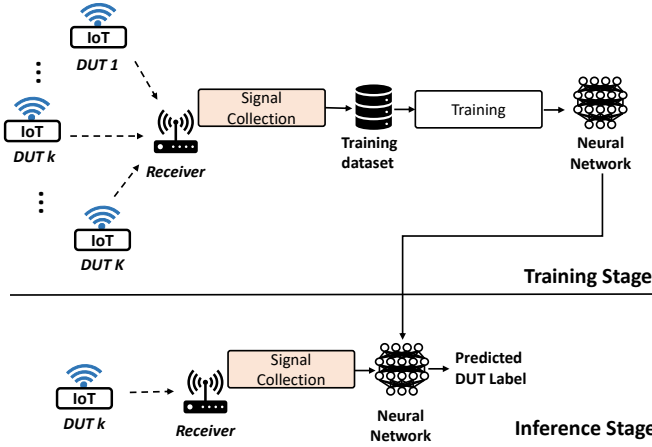 IoT
DUT 1
IoT
DUT k
IoT
DUT K
Receiver
Signal
Collection
Training
dataset
Training
Neural
Network
Training Stage
IoT
DUT k
Receiver
Signal
Collection
Neural
Network
Predicted
DUT Label
Inference Stage